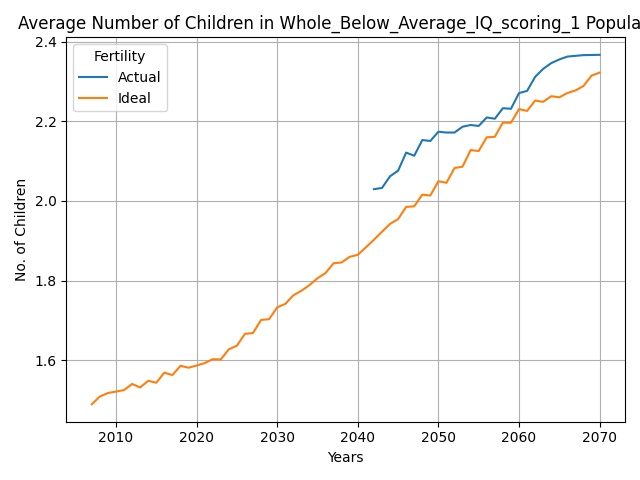 Average Number of Children in Whole_Below_Average_IQ_scoring_1 Popula
Fertility
Actual
Ideal
No. of Children
2.4
2.2
2.0
1.8
1.6
2010 2020 2030 2040 2050 2060 2070
Years